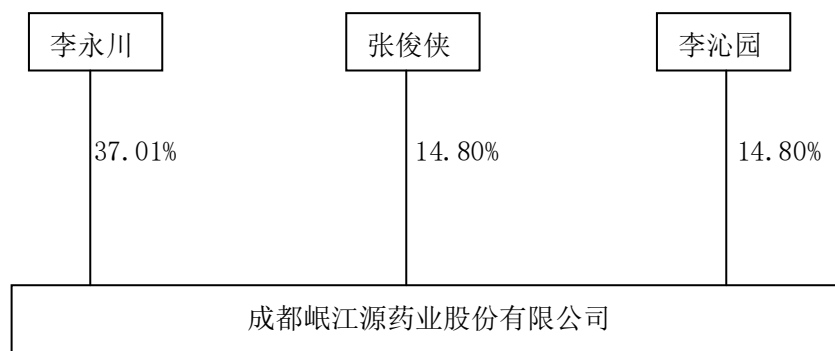 李永川
张俊侠
李沁园
37.01%
14.80%
14.80%
成都岷江源药业股份有限公司